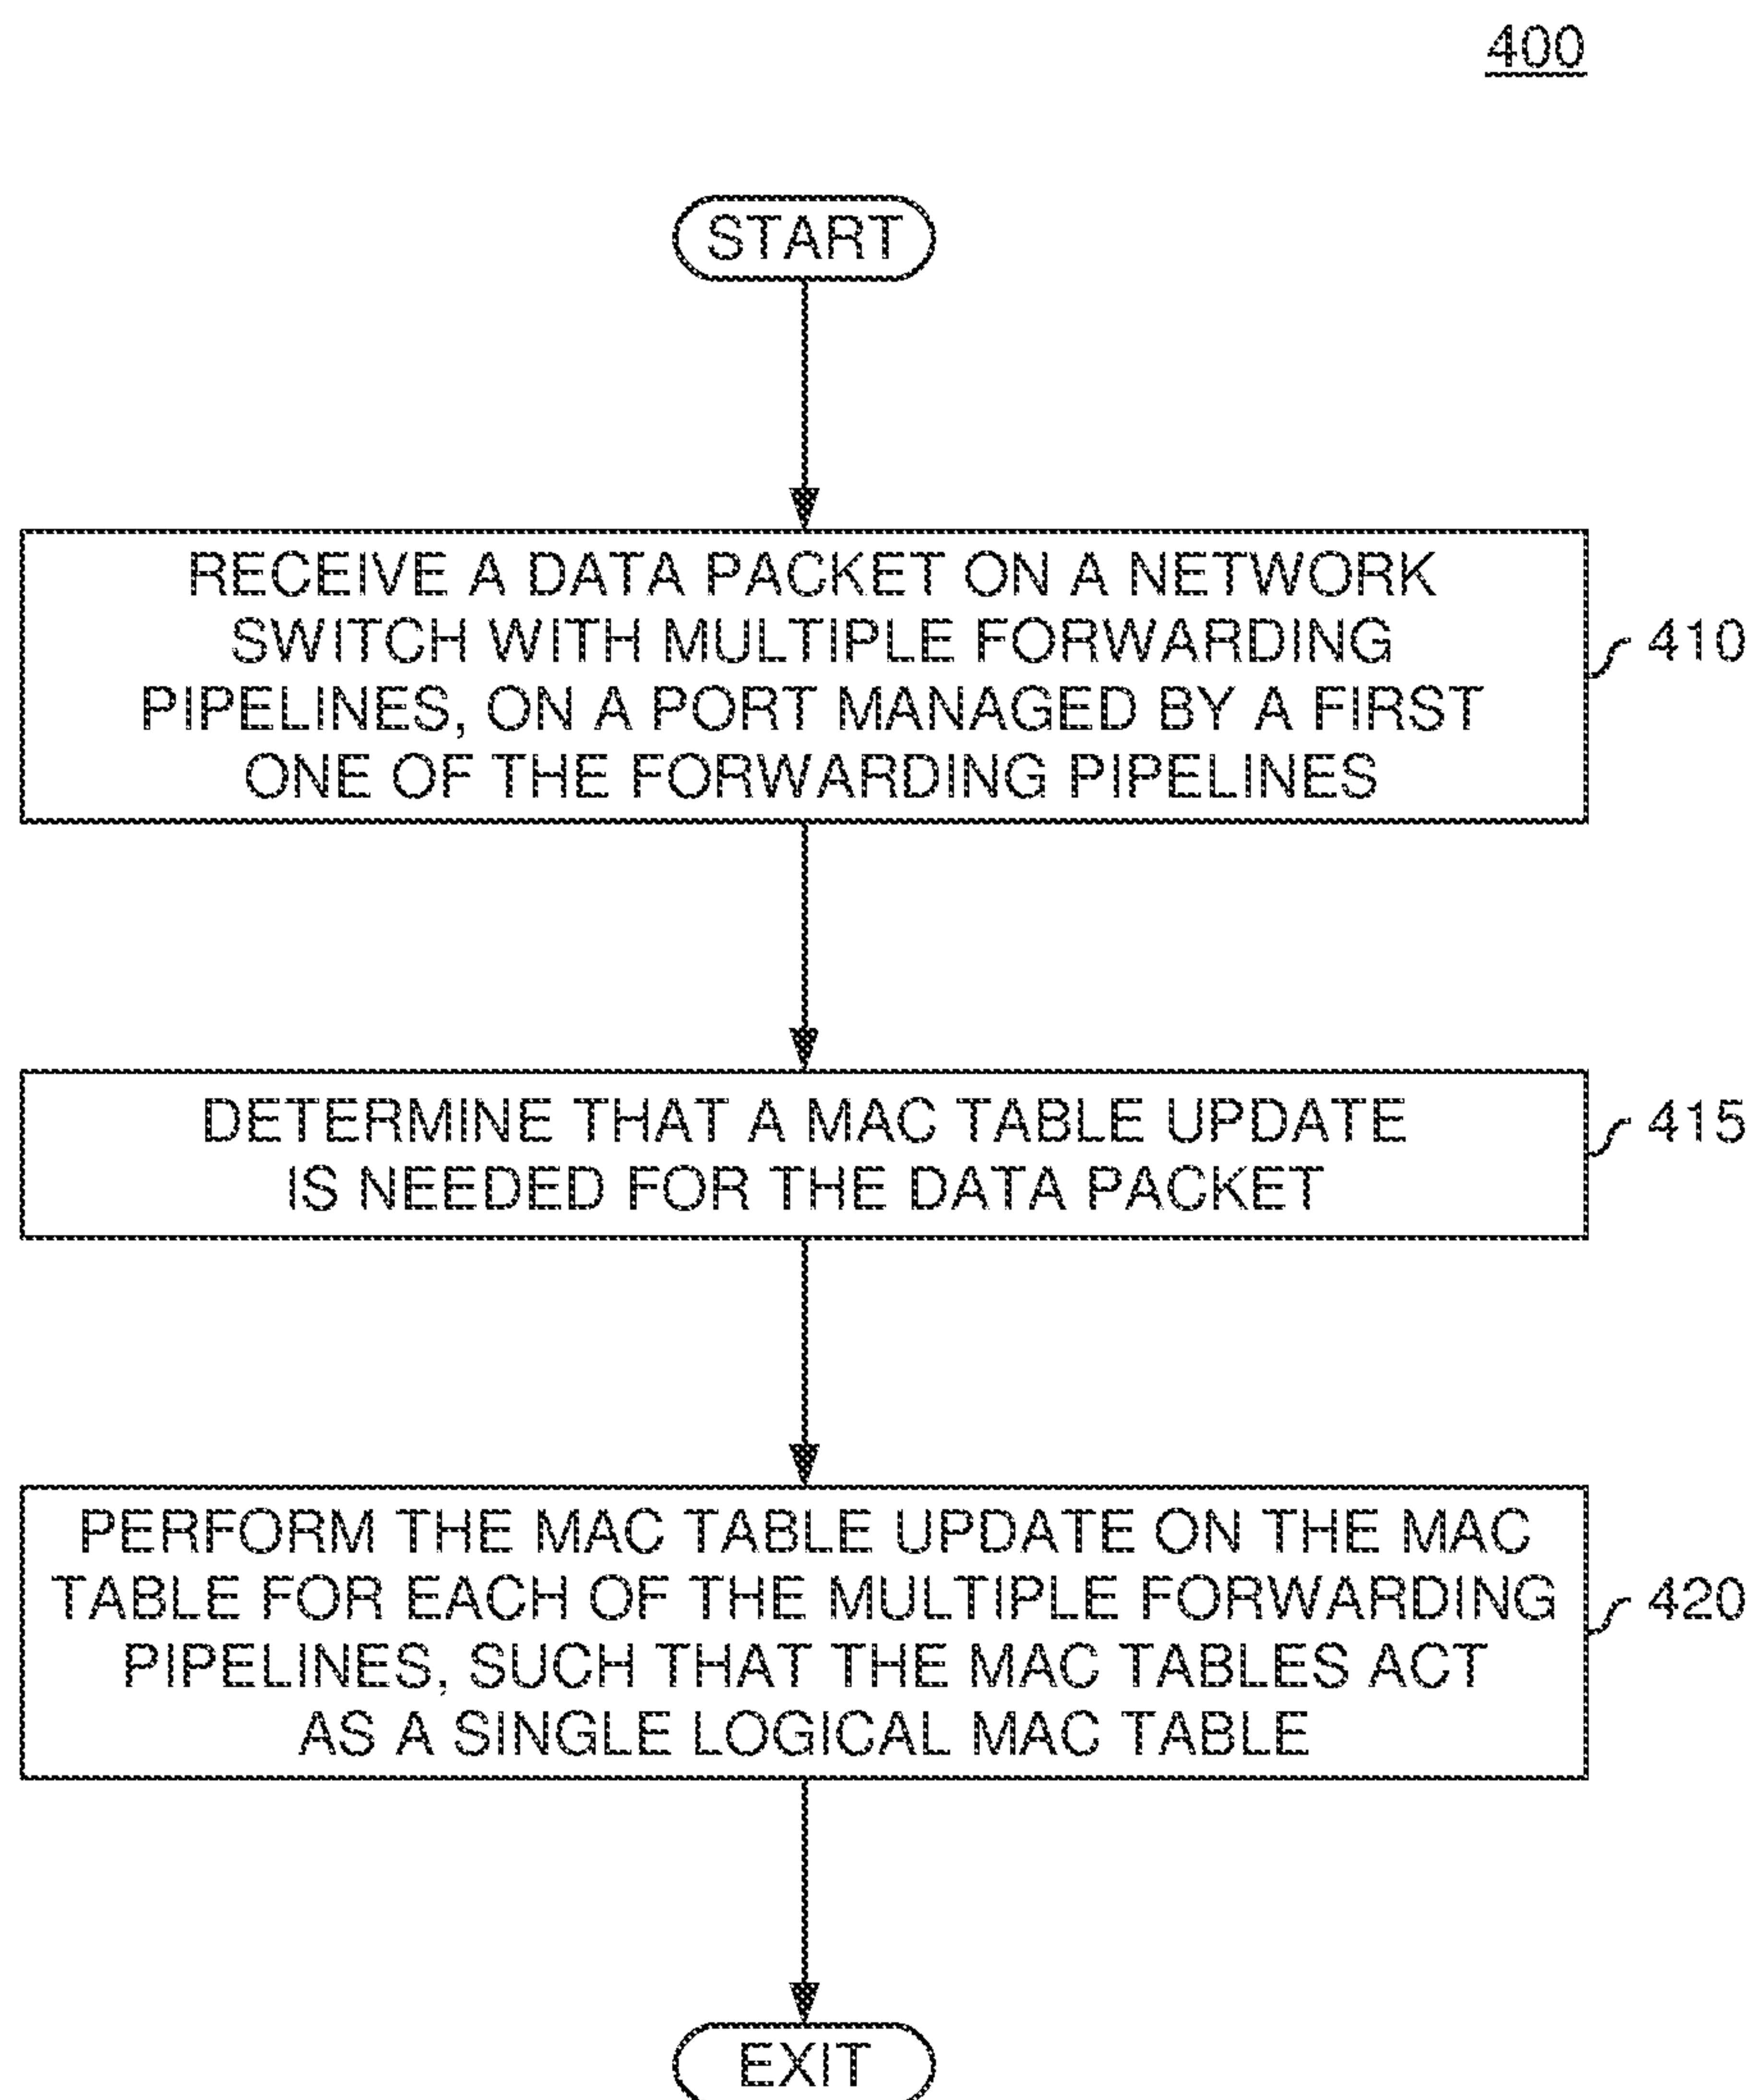 400
START
RECEIVE A DATA PACKET ON A NETWORK
SWITCH WITH MULTIPLE FORWARDING
PIPELINES, ON A PORT MANAGED BY A FIRST
ONE OF THE FORWARDING PIPELINES
410
DETERMINE THAT A MAC TABLE UPDATE
IS NEEDED FOR THE DATA PACKET
415
PERFORM THE MAC TABLE UPDATE ON THE MAC
TABLE FOR EACH OF THE MULTIPLE FORWARDING
PIPELINES, SUCH THAT THE MAC TABLES ACT
AS A SINGLE LOGICAL MAC TABLE
420
EXIT